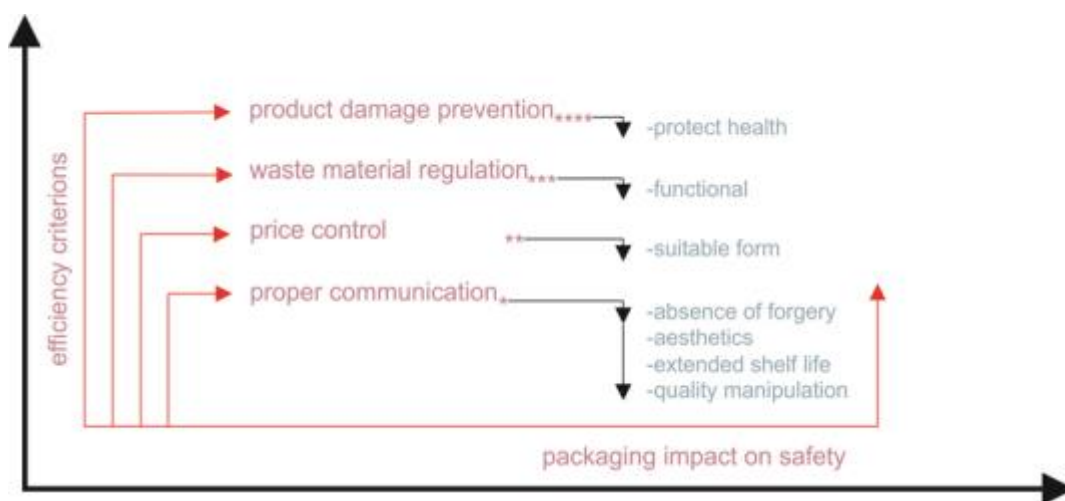 product damage prevention****
-protect health
waste material regulation***
-functional
price control **
-suitable form
proper communication*
-absence of forgery
-aesthetics
-extended shelf life
-quality manipulation
efficiency criterions
packaging impact on safety